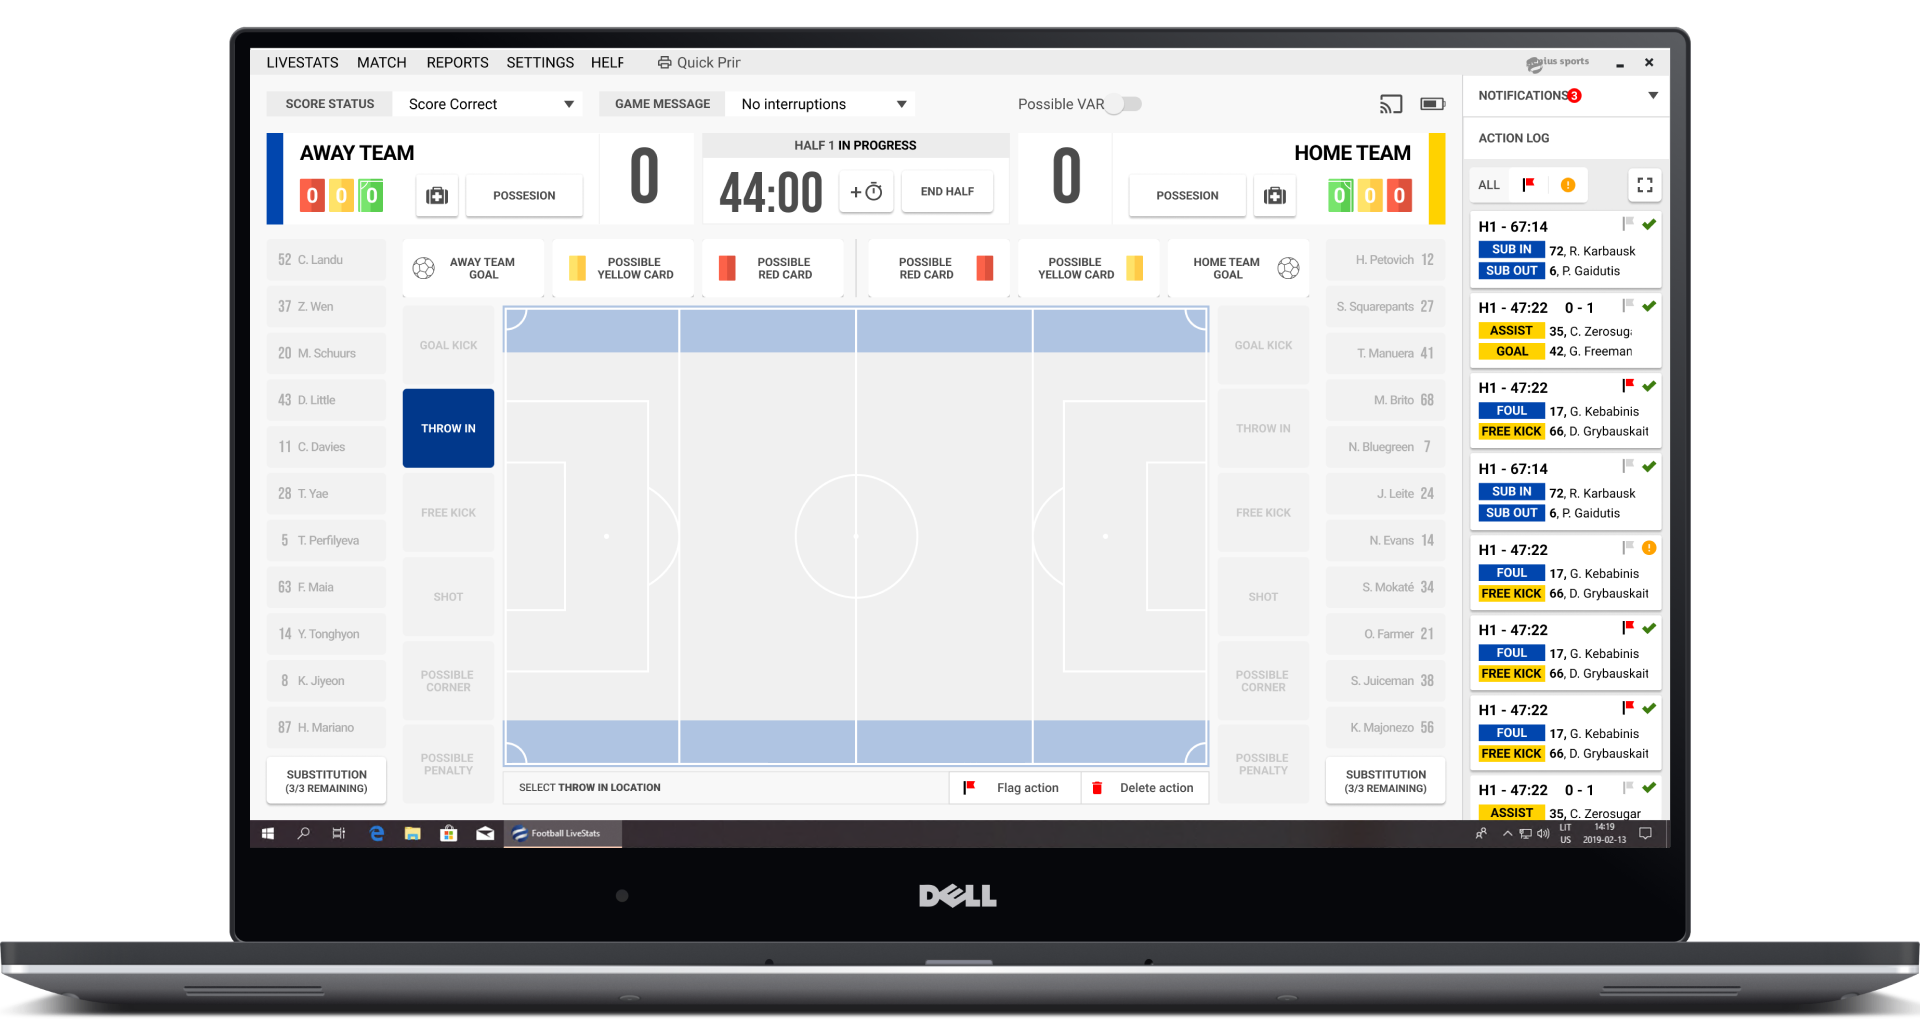 LIVESTATS MATCH REPORTS SETTINGS HELF Quick Prir
plus sports
SCORE STATUS Score Correct GAME MESSAGE No interruptions Possible VAR
NOTIFICATIONS 3
ACTION LOG
ALL
AWAY TEAM
0 0 0 POSSESION
0
HALF 1 IN PROGRESS
44:00 + END HALF
0
HOME TEAM
POSSESION 0 0 0
AWAY TEAM
GOAL
POSSIBLE
YELLOW CARD
POSSIBLE
RED CARD
POSSIBLE
RED CARD
POSSIBLE
YELLOW CARD
HOME TEAM
GOAL
52 C. Landu
37 Z. Wen
20 M. Schuurs
43 D. Little
11 C. Davies
28 T. Yae
5 T. Perfilyeva
63 F. Maia
14 Y. Tonghyon
8 K. Jiyeon
87 H. Mariano
SUBSTITUTION
(3/3 REMAINING)
GOAL KICK
THROW IN
FREE KICK
SHOT
POSSIBLE
CORNER
POSSIBLE
PENALTY
SELECT THROW IN LOCATION
Flag action
Delete action
GOAL KICK
THROW IN
FREE KICK
SHOT
POSSIBLE
CORNER
POSSIBLE
PENALTY
H. Petovich 12
S. Squarepants 27
T. Manuera 41
M. Brito 68
N. Bluegreen 7
J. Leite 24
N. Evans 14
S. Mokaté 34
O. Farmer 21
S. Juiceman 38
K. Majonezo 56
SUBSTITUTION
(3/3 REMAINING)
H1 - 67:14
SUB IN 72, R. Karbausk
SUB OUT 6, P. Gaidutis
H1 - 47:22 0 - 1
ASSIST 35, C. Zerosug
GOAL 42, G. Freeman
H1 - 47:22
FOUL 17, G. Kebabinis
FREE KICK 66, D. Grybauskait
H1 - 67:14
SUB IN 72, R. Karbausk
SUB OUT 6, P. Gaidutis
H1 - 47:22
FOUL 17, G. Kebabinis
FREE KICK 66, D. Grybauskait
H1 - 47:22
FOUL 17, G. Kebabinis
FREE KICK 66, D. Grybauskait
H1 - 47:22
FOUL 17, G. Kebabinis
FREE KICK 66, D. Grybauskait
H1 - 47:22 0 - 1
ASSIST 35, C. Zerosugar
Football LiveStats
LIT
US
14:19
2019-02-13
DELL